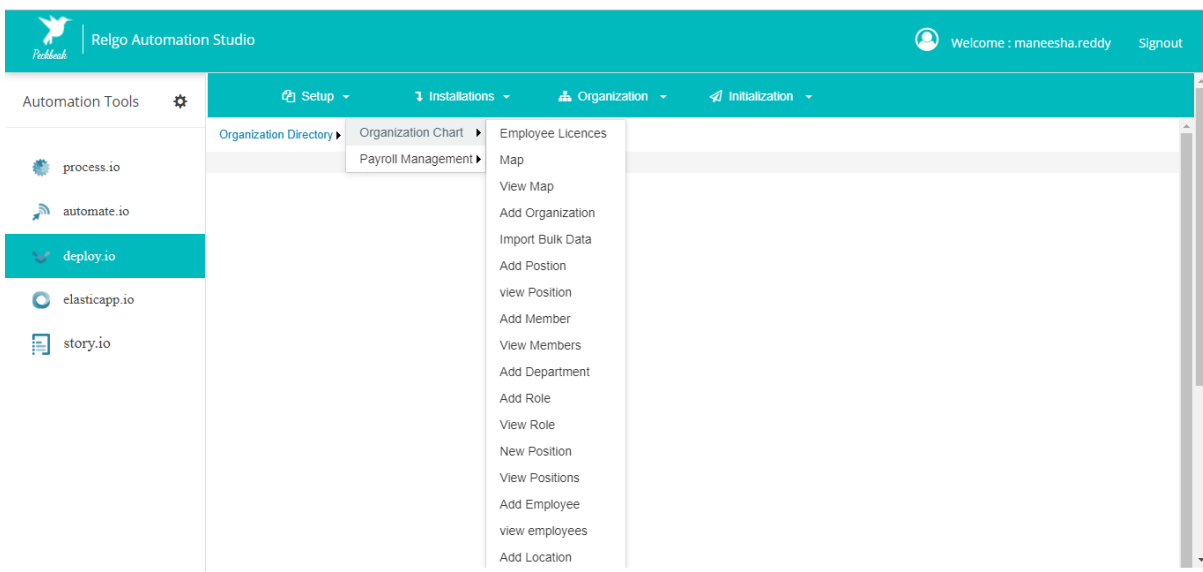 Peckbeak
Relgo Automation Studio
Welcome : maneesha.reddy
Signout
Automation Tools
Setup
Installations
Organization
Initialization
Organization Directory
Organization Chart
Payroll Management
Employee Licences
Map
View Map
Add Organization
Import Bulk Data
Add Postion
view Position
Add Member
View Members
Add Department
Add Role
View Role
New Position
View Positions
Add Employee
view employees
Add Location
process.io
automate.io
deploy.io
elasticapp.io
story.io